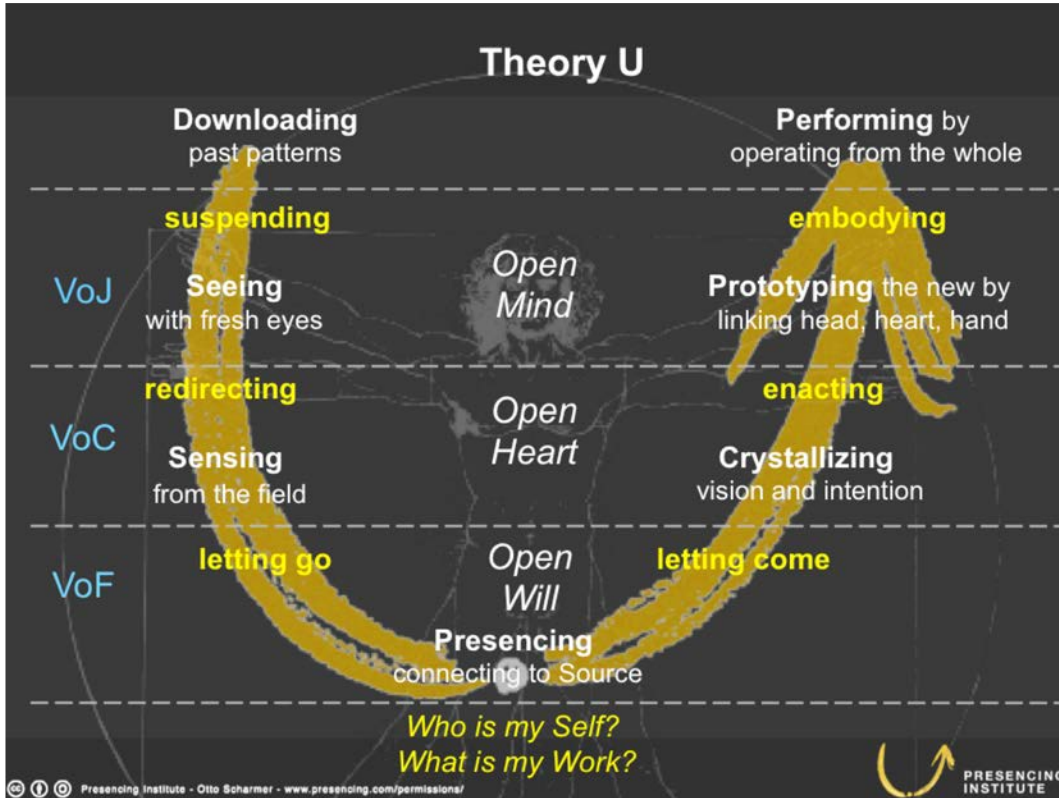 Theory U
Downloading
past patterns
Performing by
operating from the whole
suspending
embodying
VoJ
Seeing
with fresh eyes
Open
Mind
Prototyping the new by
linking head, heart, hand
redirecting
enacting
VoC
Sensing
from the field
Open
Heart
Crystallizing
vision and intention
letting go
letting come
VoF
Open
Will
Presencing
connecting to Source
Who is my Self?
What is my Work?
Presencing Institute - Otto Scharmer - www.presencing.com/permissions/
PRESENCING
INSTITUTE